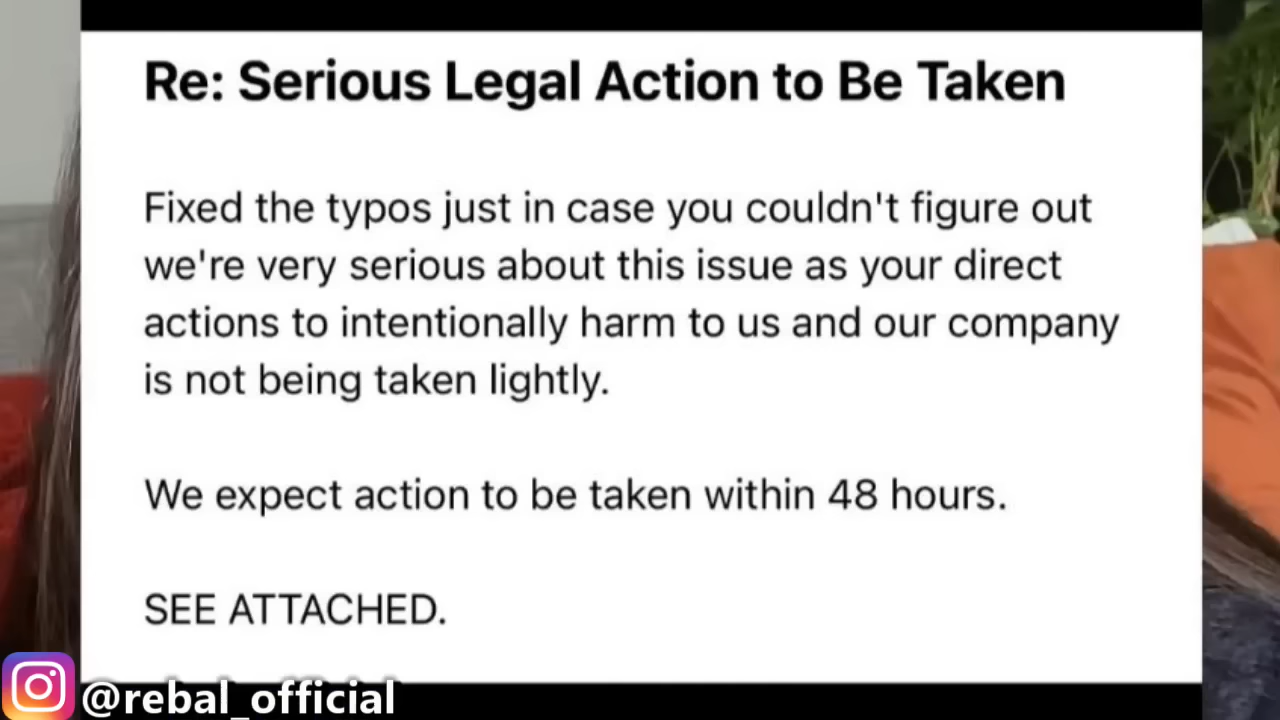 Re: Serious Legal Action to Be Taken
Fixed the typos just in case you couldn't figure out
we're very serious about this issue as your direct
actions to intentionally harm to us and our company
is not being taken lightly.
We expect action to be taken within 48 hours.
SEE ATTACHED.
@rebal_official